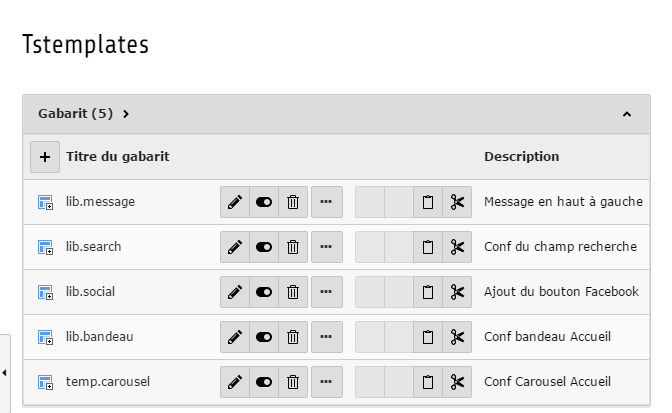 Tstemplates
Gabarit (5)
Titre du gabarit Description
lib.message Message en haut à gauche
lib.search Conf du champ recherche
lib.social Ajout du bouton Facebook
lib.bandeau Conf bandeau Accueil
temp.carousel Conf Carousel Accueil